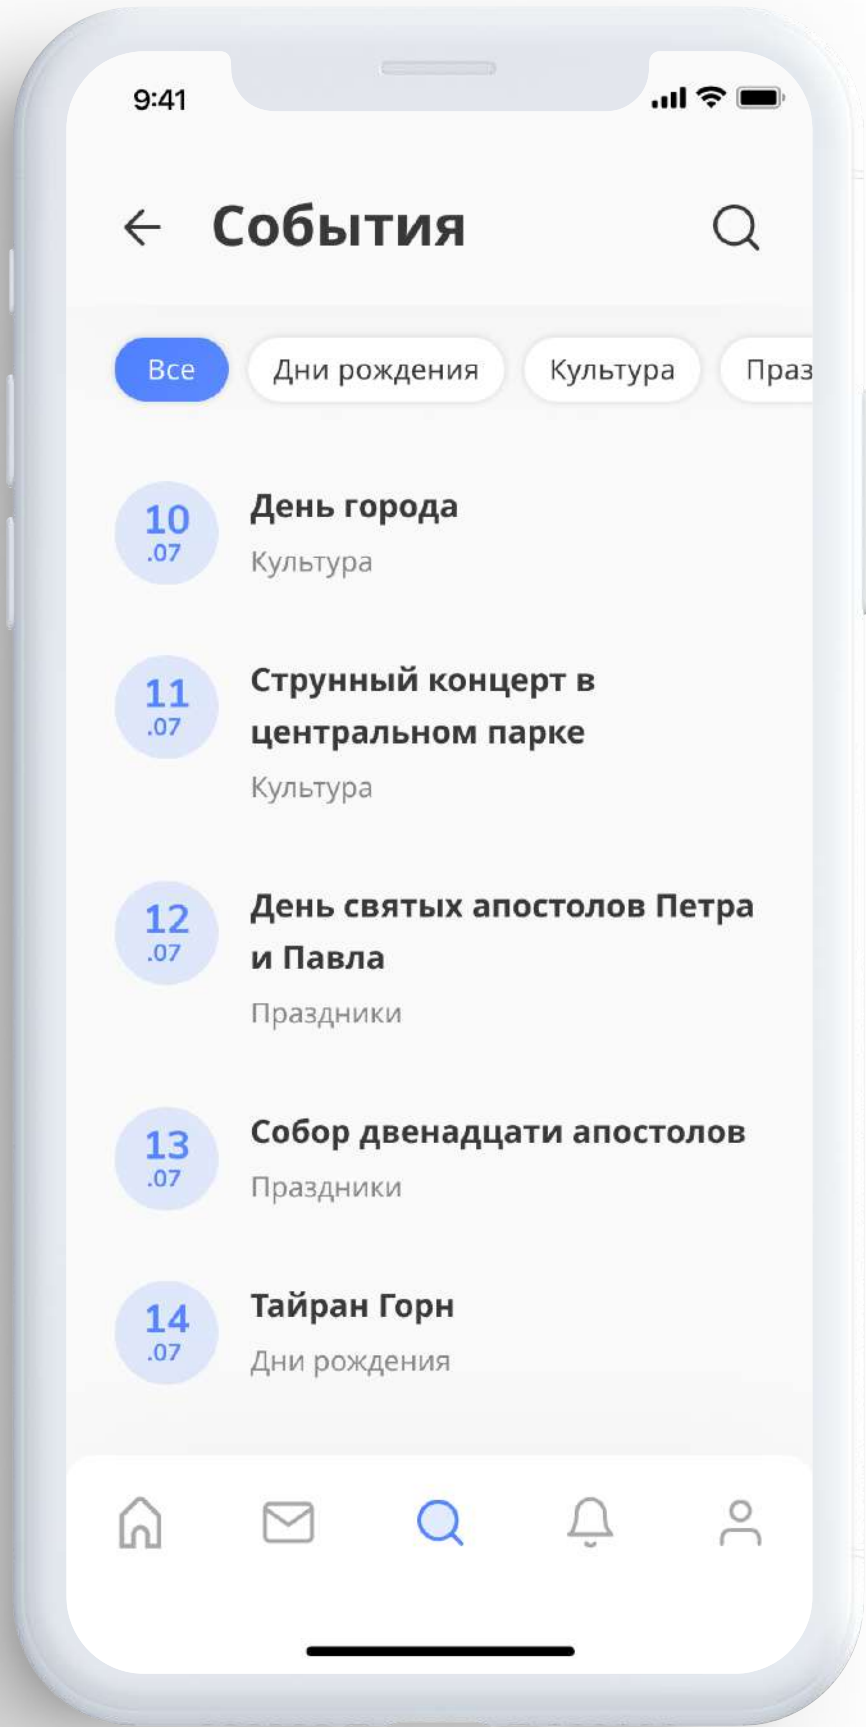 9:41
События
Все
Дни рождения
Культура
Праз
10
.07
День города
Культура
11
.07
Струнный концерт в
центральном парке
Культура
12
.07
День святых апостолов Петра
и Павла
Праздники
13
.07
Собор двенадцати апостолов
Праздники
14
.07
Тайран Горн
Дни рождения